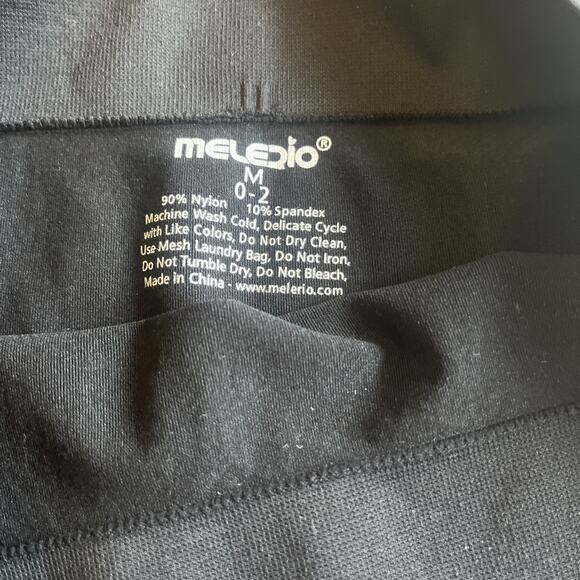 MELERIO®
M
0-2
90% Nylon 10% Spandex
Machine Wash Cold, Delicate Cycle
with Like Colors, Do Not Dry Clean,
Use Mesh Laundry Bag, Do Not Iron,
Do Not Tumble Dry, Do Not Bleach,
Made in China - www.melerio.com